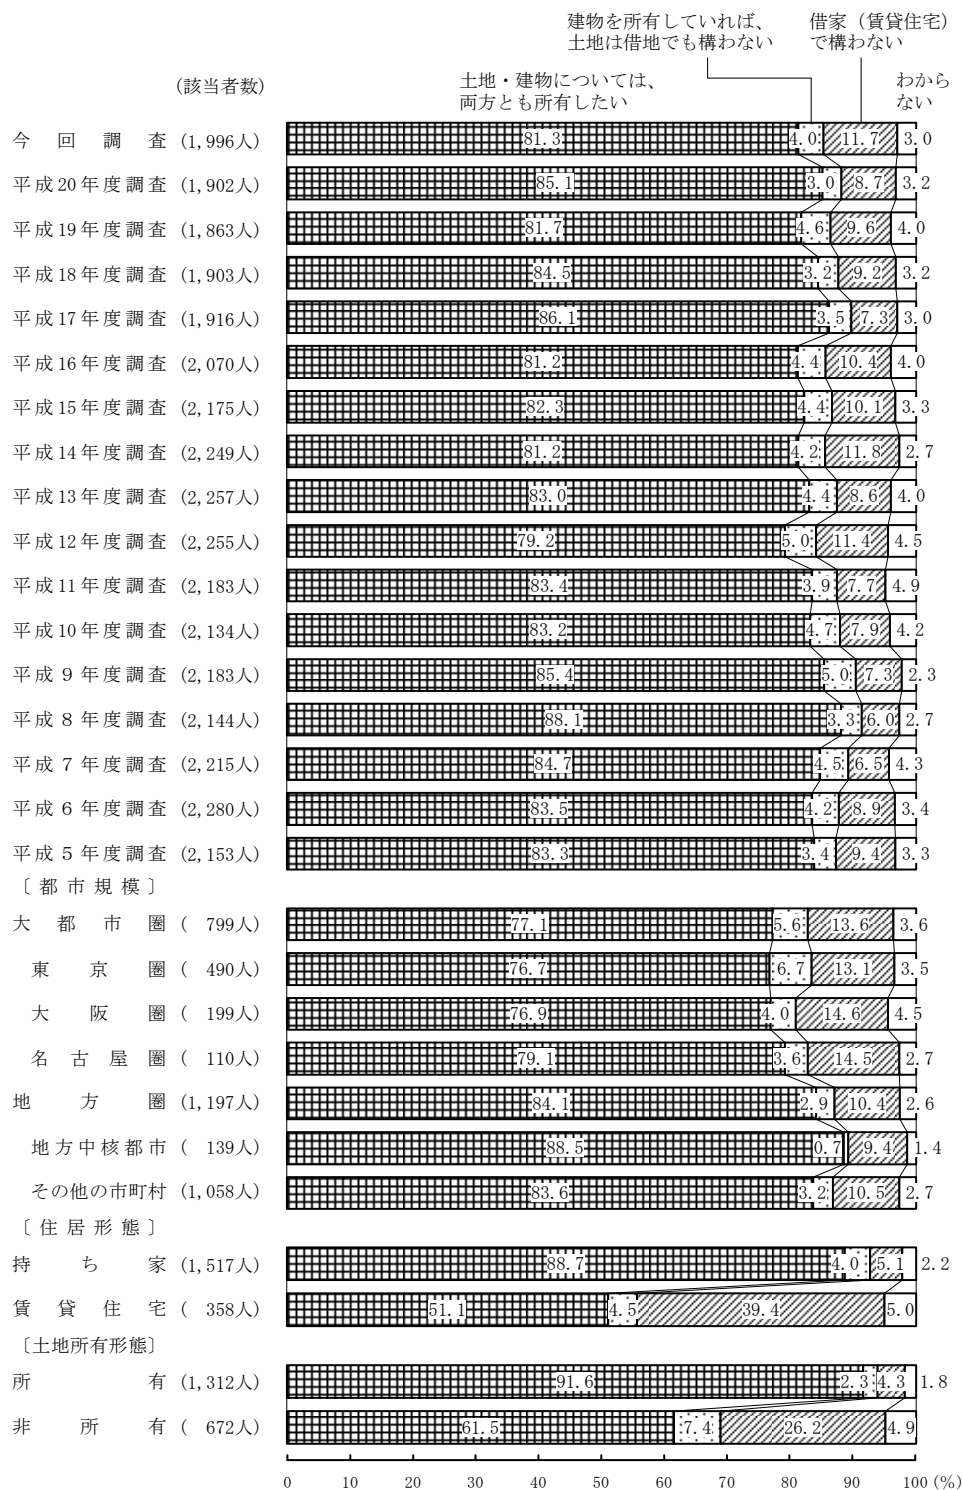 建物を所有していれば、 借家（賃貸住宅）
土地は借地でも構わない で構わない
(該当者数) 土地・建物については、 わから
両方とも所有したい ない
今回調査 (1,996人) 81.3 4.0 11.7 3.0
平成20年度調査 (1,902人) 85.1 3.0 8.7 3.2
平成19年度調査 (1,863人) 81.7 4.6 9.6 4.0
平成18年度調査 (1,903人) 84.5 3.2 9.2 3.2
平成17年度調査 (1,916人) 86.1 3.5 7.3 3.0
平成16年度調査 (2,070人) 81.2 4.4 10.4 4.0
平成15年度調査 (2,175人) 82.3 4.4 10.1 3.3
平成14年度調査 (2,249人) 81.2 4.2 11.8 2.7
平成13年度調査 (2,257人) 83.0 4.4 8.6 4.0
平成12年度調査 (2,255人) 79.2 5.0 11.4 4.5
平成11年度調査 (2,183人) 83.4 3.9 7.7 4.9
平成10年度調査 (2,134人) 83.2 4.7 7.9 4.2
平成９年度調査 (2,183人) 85.4 5.0 7.3 2.3
平成８年度調査 (2,144人) 88.1 3.3 6.0 2.7
平成７年度調査 (2,215人) 84.7 4.5 6.5 4.3
平成６年度調査 (2,280人) 83.5 4.2 8.9 3.4
平成５年度調査 (2,153人) 83.3 3.4 9.4 3.3
〔都市規模〕
大都市圏 ( 799人) 77.1 5.6 13.6 3.6
東京圏 ( 490人) 76.7 6.7 13.1 3.5
大阪圏 ( 199人) 76.9 4.0 14.6 4.5
名古屋圏 ( 110人) 79.1 3.6 14.5 2.7
地方圏 (1,197人) 84.1 2.9 10.4 2.6
地方中核都市 ( 139人) 88.5 0.7 9.4 1.4
その他の市町村 (1,058人) 83.6 3.2 10.5 2.7
〔住居形態〕
持ち家 (1,517人) 88.7 4.0 5.1 2.2
賃貸住宅 ( 358人) 51.1 4.5 39.4 5.0
〔土地所有形態〕
所有 (1,312人) 91.6 2.3 4.3 1.8
非所有 ( 672人) 61.5 7.4 26.2 4.9
0 10 20 30 40 50 60 70 80 90 100 (%)